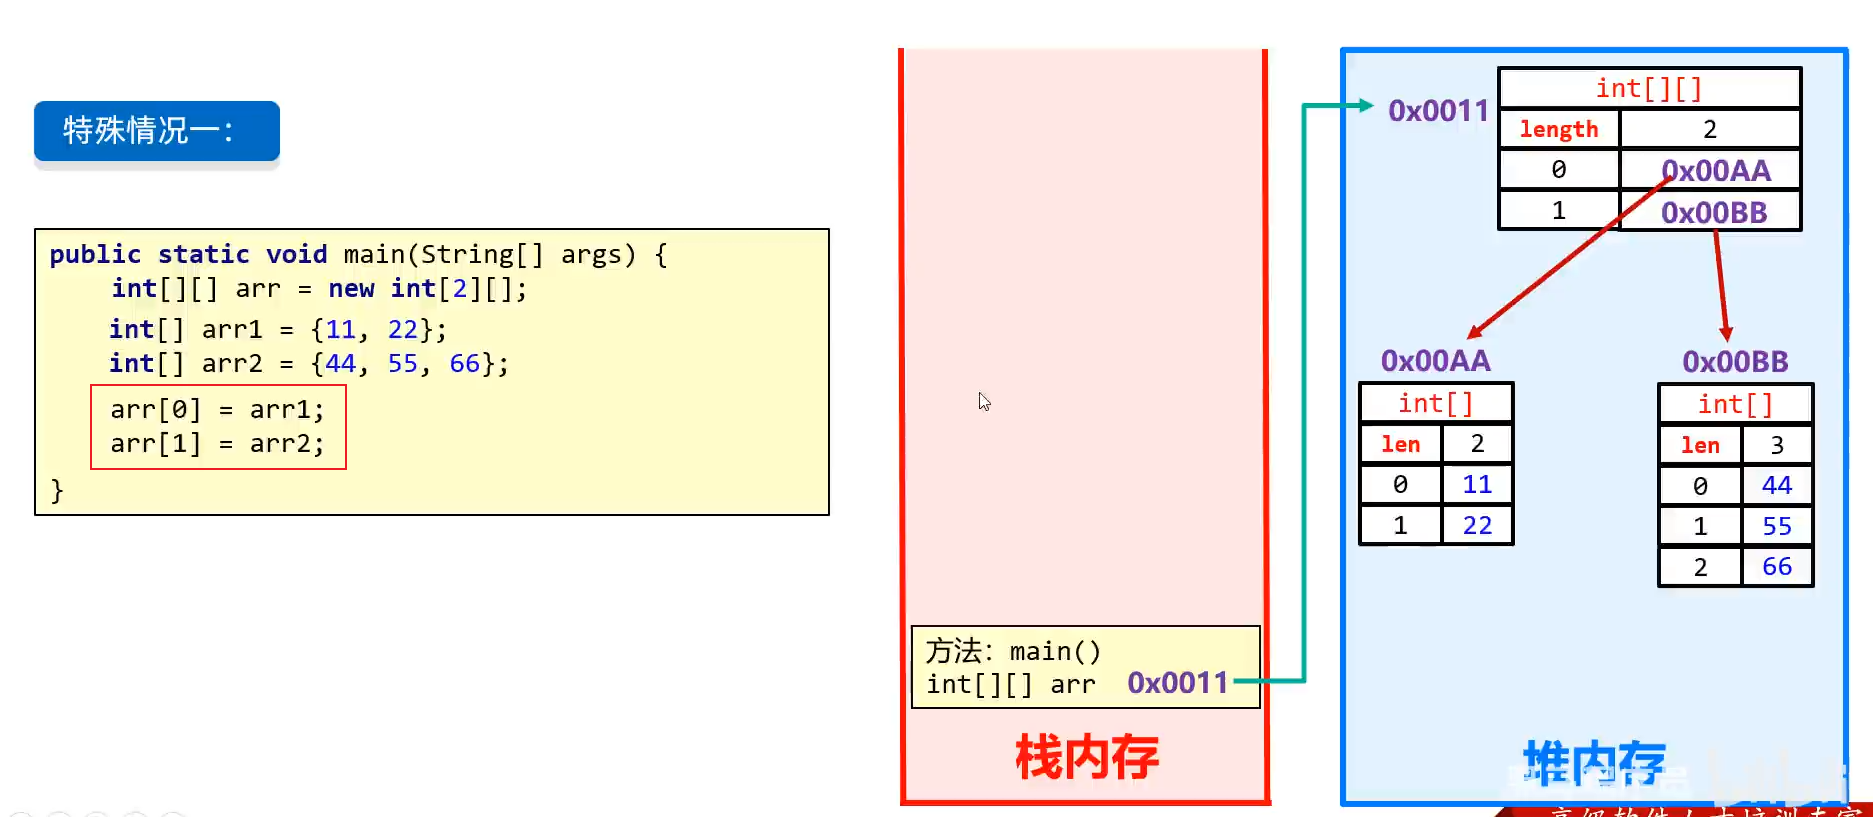 特殊情况一：
public static void main(String[] args) {
int[][] arr = new int[2][];
int[] arr1 = {11, 22};
int[] arr2 = {44, 55, 66};
arr[0] = arr1;
arr[1] = arr2;
}
方法：main()
int[][] arr 0x0011
栈内存
0x0011
int[][]
length 2
0 0x00AA
1 0x00BB
0x00AA
int[]
len 2
0 11
1 22
0x00BB
int[]
len 3
0 44
1 55
2 66
堆内存